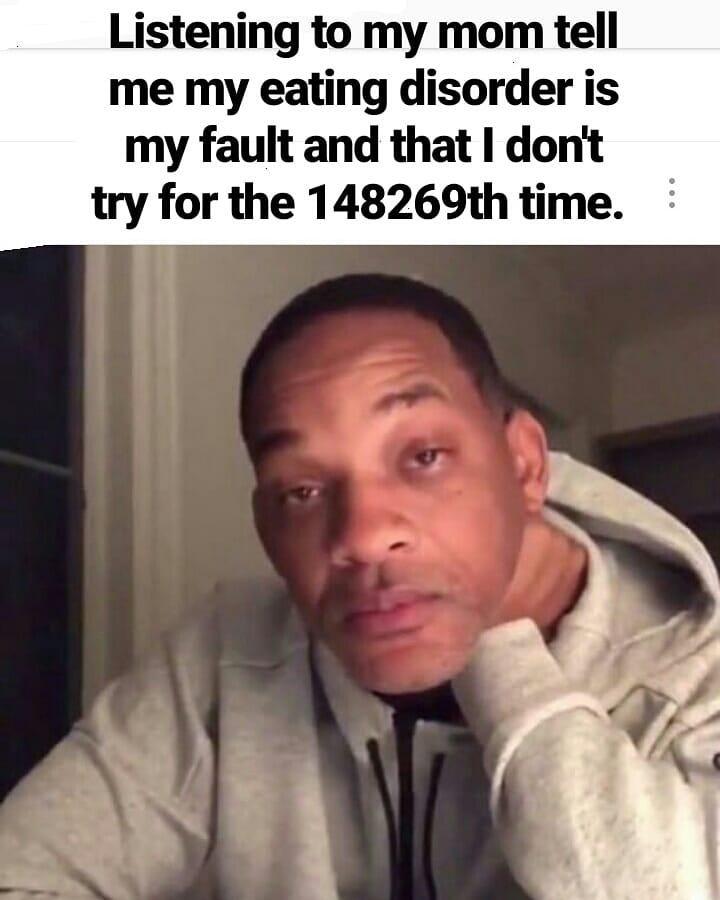 Listening to my mom tell
me my eating disorder is
my fault and that I don't
try for the 148269th time.